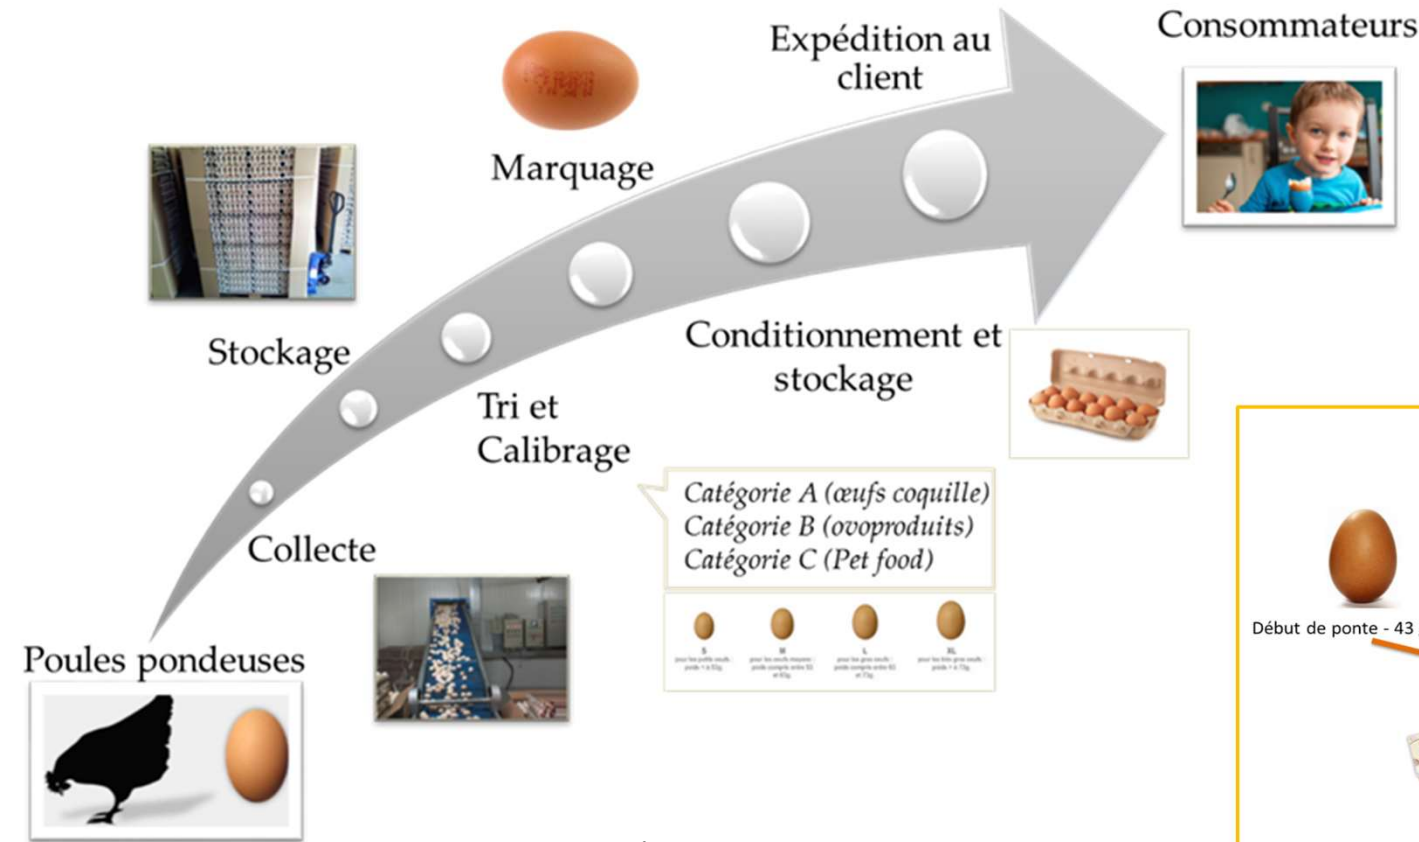 Consommateurs
Expédition au
client
Marquage
Stockage
Conditionnement et
stockage
Tri et
Calibrage
Catégorie A (œufs coquille)
Catégorie B (ovoproduits)
Catégorie C (Pet food)
S
M
L
XL
Collecte
Poules pondeuses
Début de ponte - 43